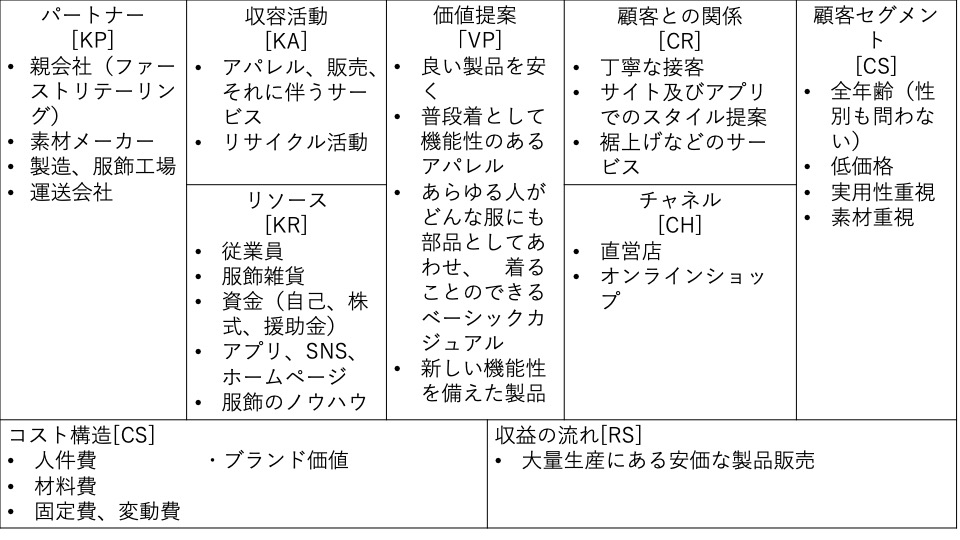 パートナー
[KP]
• 親会社（ファー
ストリテーリン
グ）
• 素材メーカー
• 製造、服飾工場
• 運送会社
収容活動
[KA]
• アパレル、販売、
それに伴うサー
ビス
• リサイクル活動
リソース
[KR]
• 従業員
• 服飾雑貨
• 資金（自己、株
式、援助金）
• アプリ、SNS、
ホームページ
• 服飾のノウハウ
価値提案
「VP]
• 良い製品を安
く
• 普段着として
機能性のある
アパレル
• あらゆる人が
どんな服にも
部品としてあ
わせ、　着る
ことのできる
ベーシックカ
ジュアル
• 新しい機能性
を備えた製品
顧客との関係
[CR]
• 丁寧な接客
• サイト及びアプリ
でのスタイル提案
• 裾上げなどのサ
ービス
チャネル
[CH]
• 直営店
• オンラインショッ
プ
顧客セグメン
ト
[CS]
• 全年齢（性
別も問わな
い）
• 低価格
• 実用性重視
• 素材重視
コスト構造[CS]
• 人件費　　　　　・ブランド価値
• 材料費
• 固定費、変動費
収益の流れ[RS]
• 大量生産にある安価な製品販売